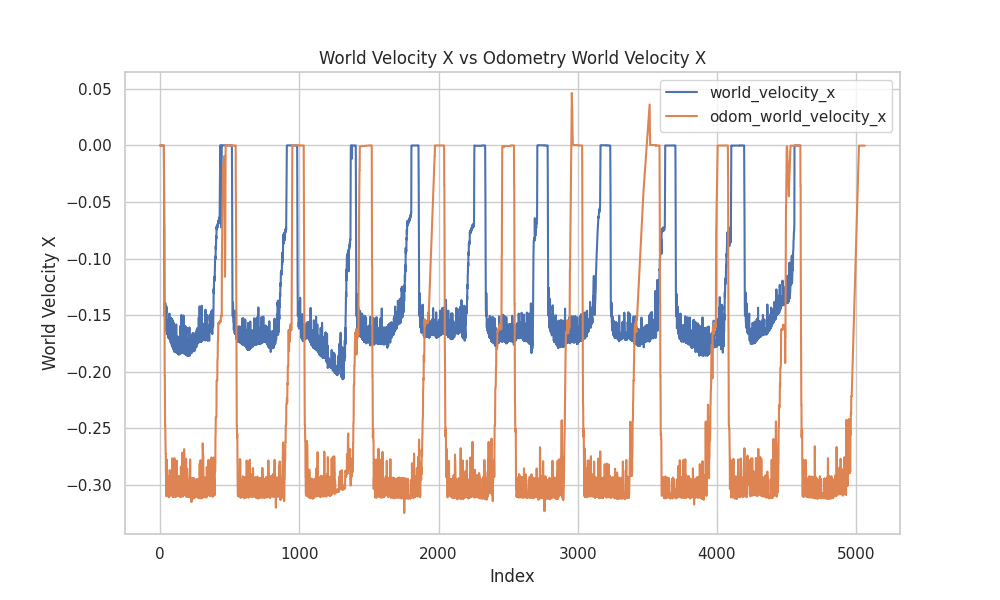 World Velocity X vs Odometry World Velocity X
world_velocity_x
odom_world_velocity_x
0.05
0.00
−0.05
−0.10
−0.15
−0.20
−0.25
−0.30
World Velocity X
0 1000 2000 3000 4000 5000
Index